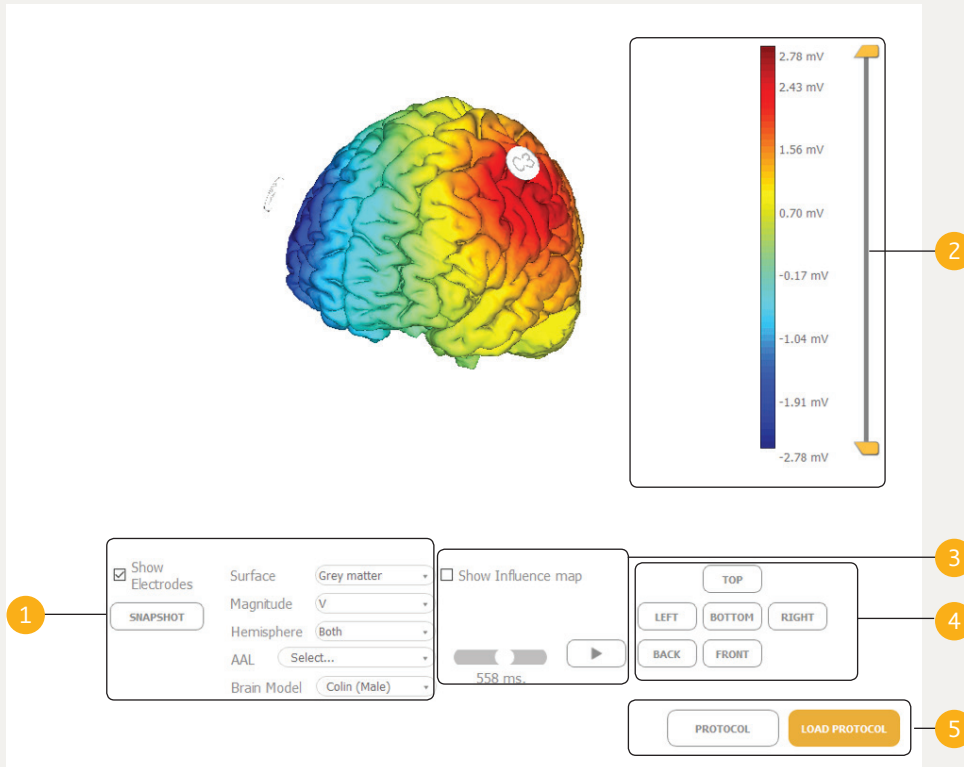 C3
2.78 mV
2.43 mV
1.56 mV
0.70 mV
-0.17 mV
-1.04 mV
-1.91 mV
-2.78 mV
2
Show
Electrodes
SNAPSHOT
Surface Grey matter
Magnitude V
Hemisphere Both
AAL Select...
Brain Model Colin (Male)
1
Show Influence map
558 ms.
3
TOP
LEFT BOTTOM RIGHT
BACK FRONT
4
PROTOCOL LOAD PROTOCOL
5